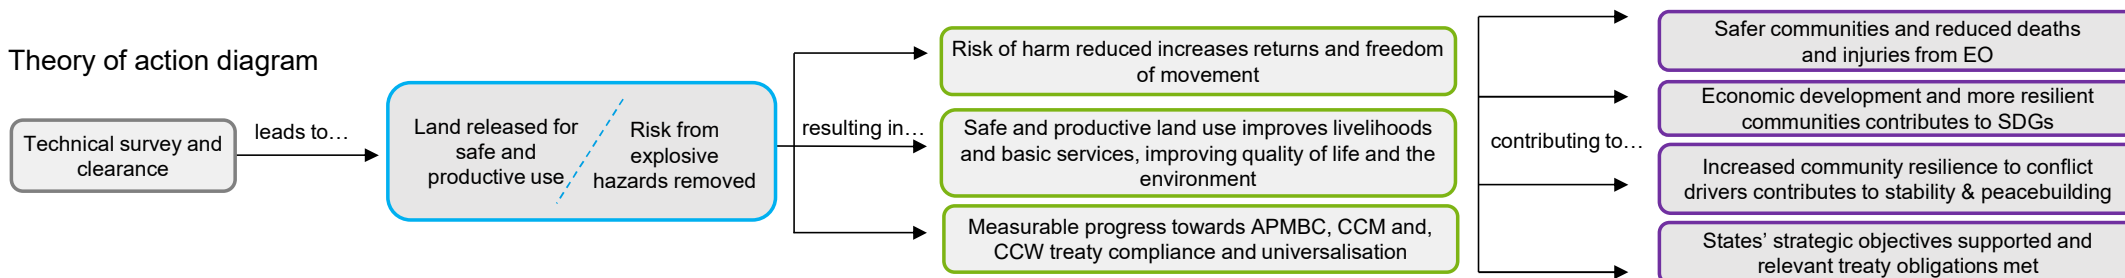 Theory of action diagram
Technical survey and
clearance
leads to…
Land released for
safe and
productive use
Risk from
explosive
hazards removed
resulting in…
Risk of harm reduced increases returns and freedom
of movement
Safe and productive land use improves livelihoods
and basic services, improving quality of life and the
environment
Measurable progress towards APMBC, CCM and,
CCW treaty compliance and universalisation
contributing to…
Safer communities and reduced deaths
and injuries from EO
Economic development and more resilient
communities contributes to SDGs
Increased community resilience to conflict
drivers contributes to stability & peacebuilding
States’ strategic objectives supported and
relevant treaty obligations met